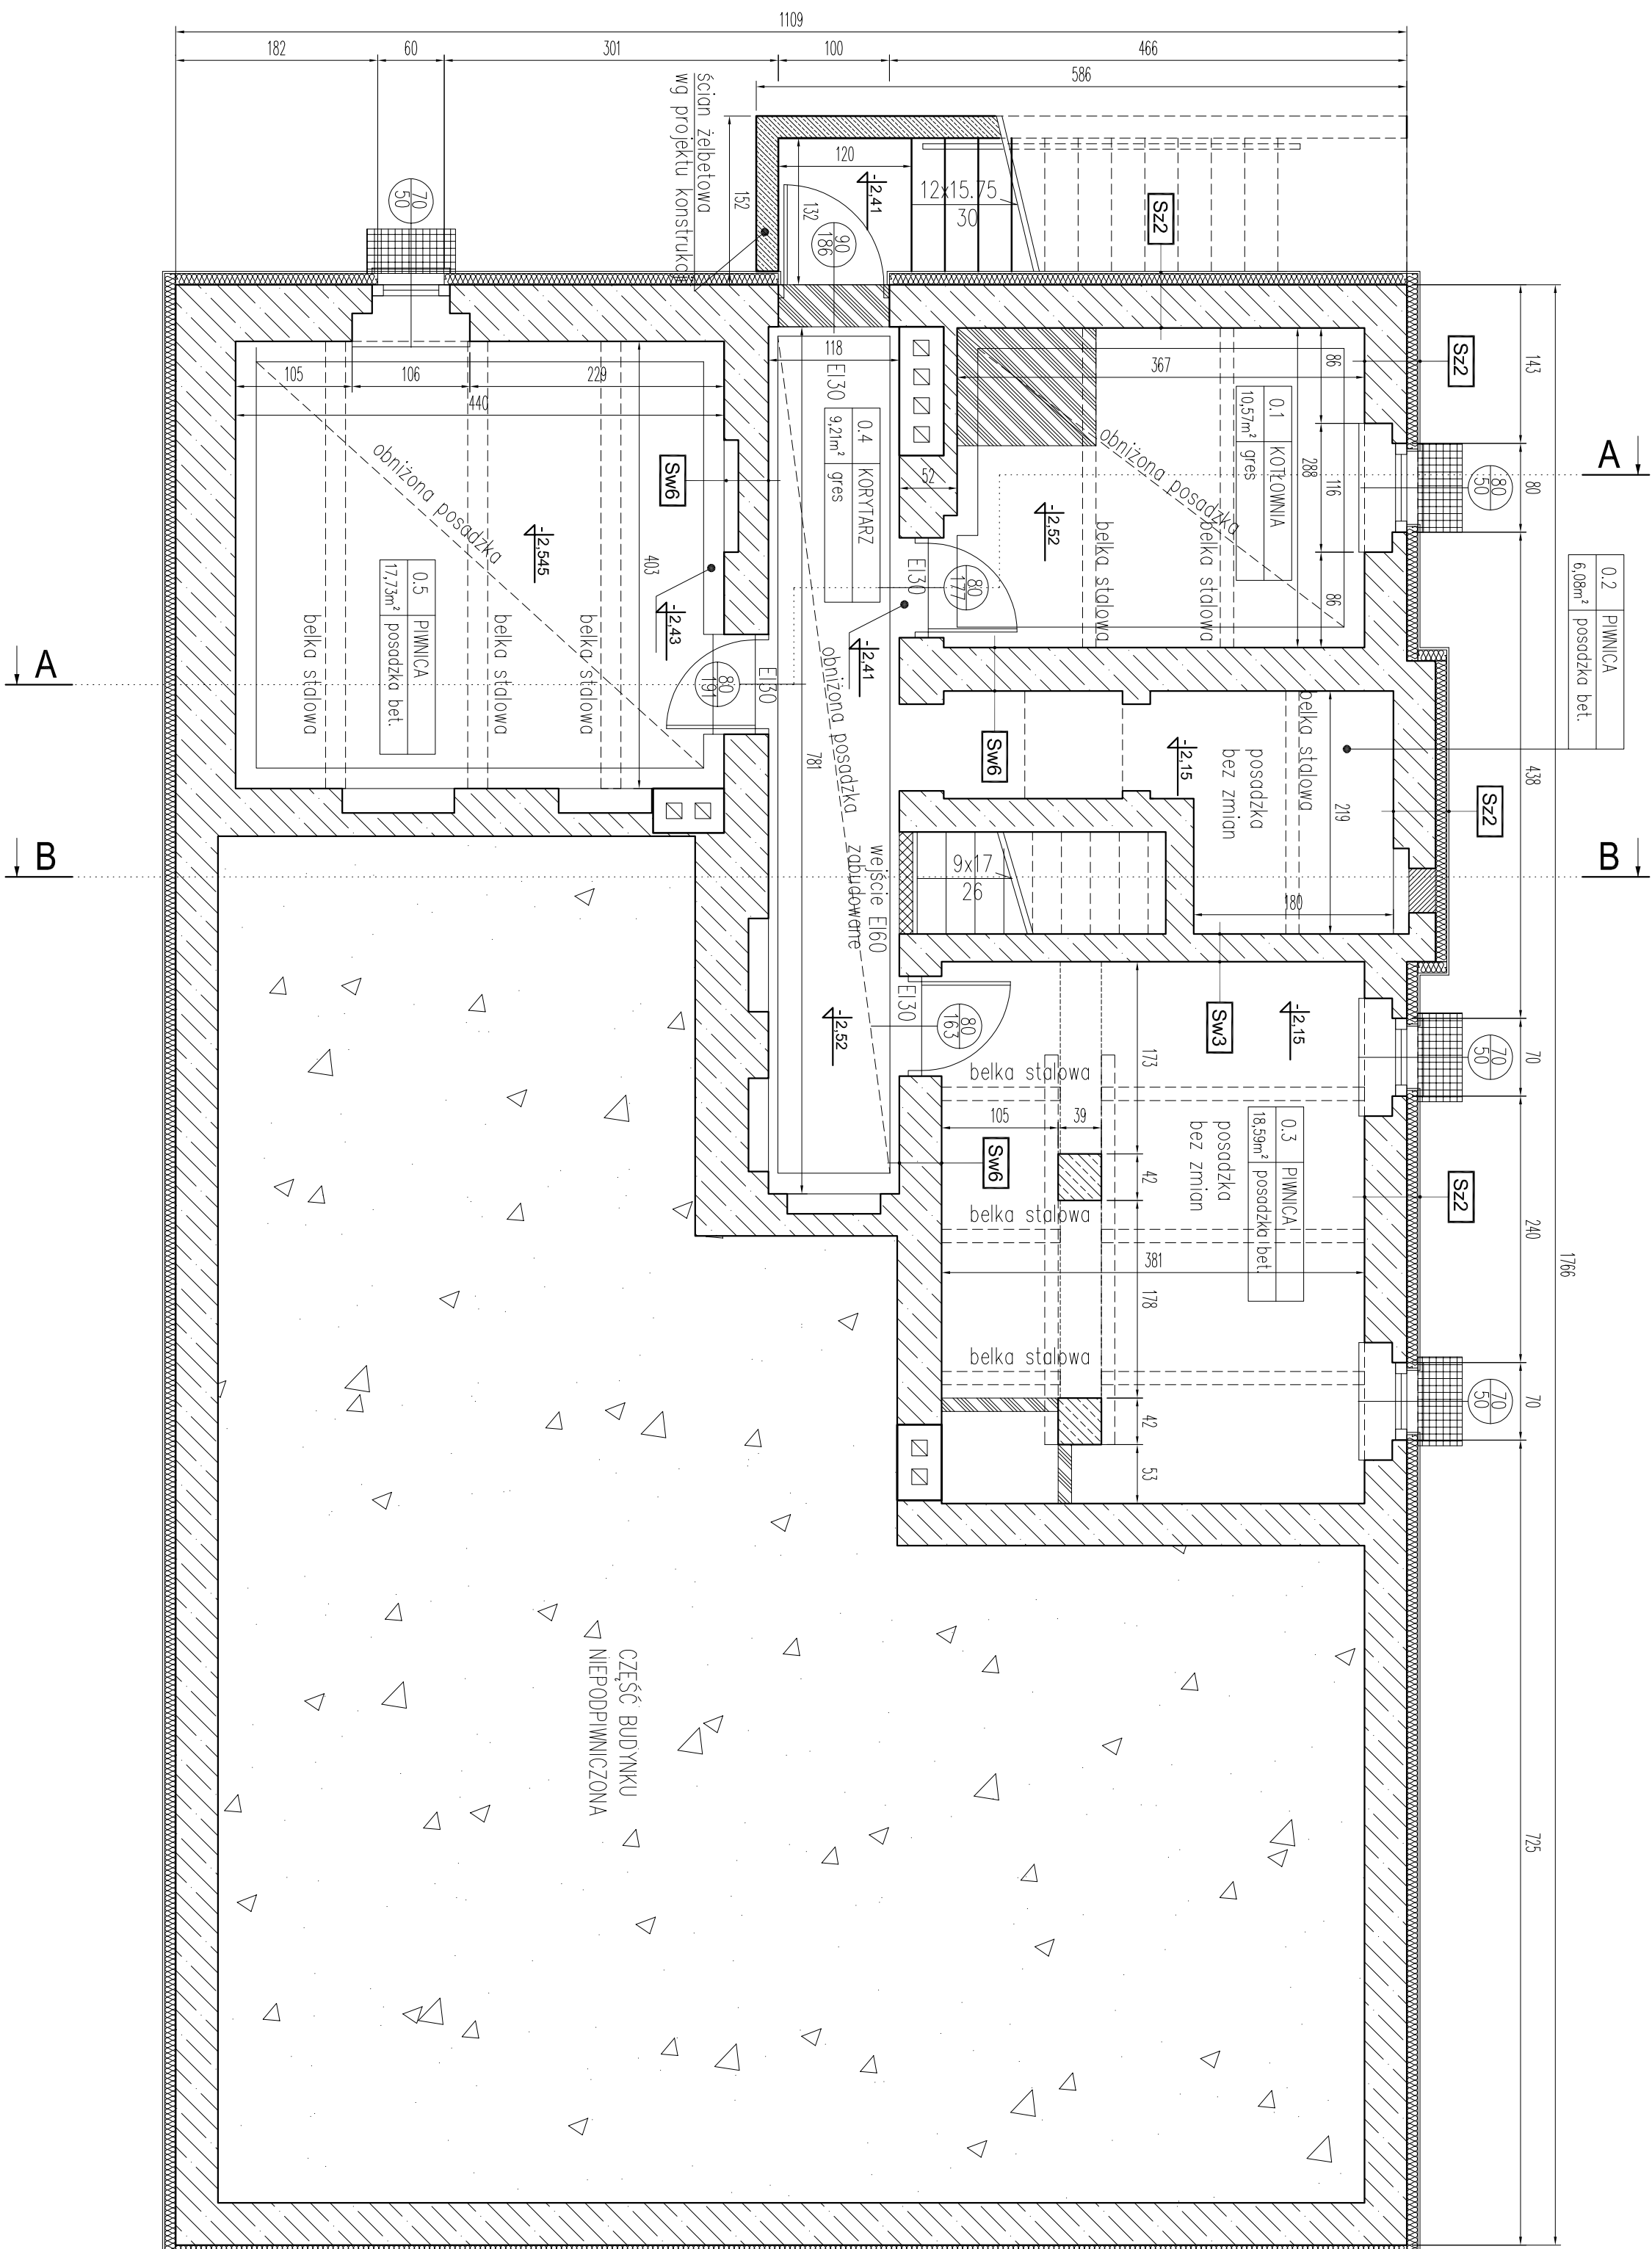 1109
182
60
301
100
466
586
ścian żelbetowa
wg projektu konstrukcji
152
132
120
-2,41
12x15.75
30
90
186
70
50
Sz2
Sz2
143
A
80
80
50
0.2 PIWNICA
6,08m² posadzka bet.
438
Sz2
B
70
70
50
240
Sz2
1766
70
70
50
725
86
116
86
288
367
0.1 KOTŁOWNIA
10,57m² gres
obniżona posadzka
belka stalowa
belka stalowa
-2,52
52
EI30
80
177
118
EI30
0.4 KORYTARZ
9,21m² gres
-2,41
obniżona posadzka
781
wejście EI60
zabudowane
-2,52
Sw6
-2,15
posadzka
bez zmian
belka stalowa
219
180
9x17
26
Sw3
-2,15
EI30
80
163
173
belka stalowa
105
39
42
Sw6
belka stalowa
posadzka
bez zmian
0.3 PIWNICA
18,59m² posadzka bet.
381
178
belka stalowa
42
53
105
106
229
440
obniżona posadzka
Sw6
-2,545
403
-2,43
0.5 PIWNICA
17,73m² posadzka bet.
belka stalowa
belka stalowa
belka stalowa
EI30
80
191
A
B
CZĘŚĆ BUDYNKU
NIEPODPIWNICZONA